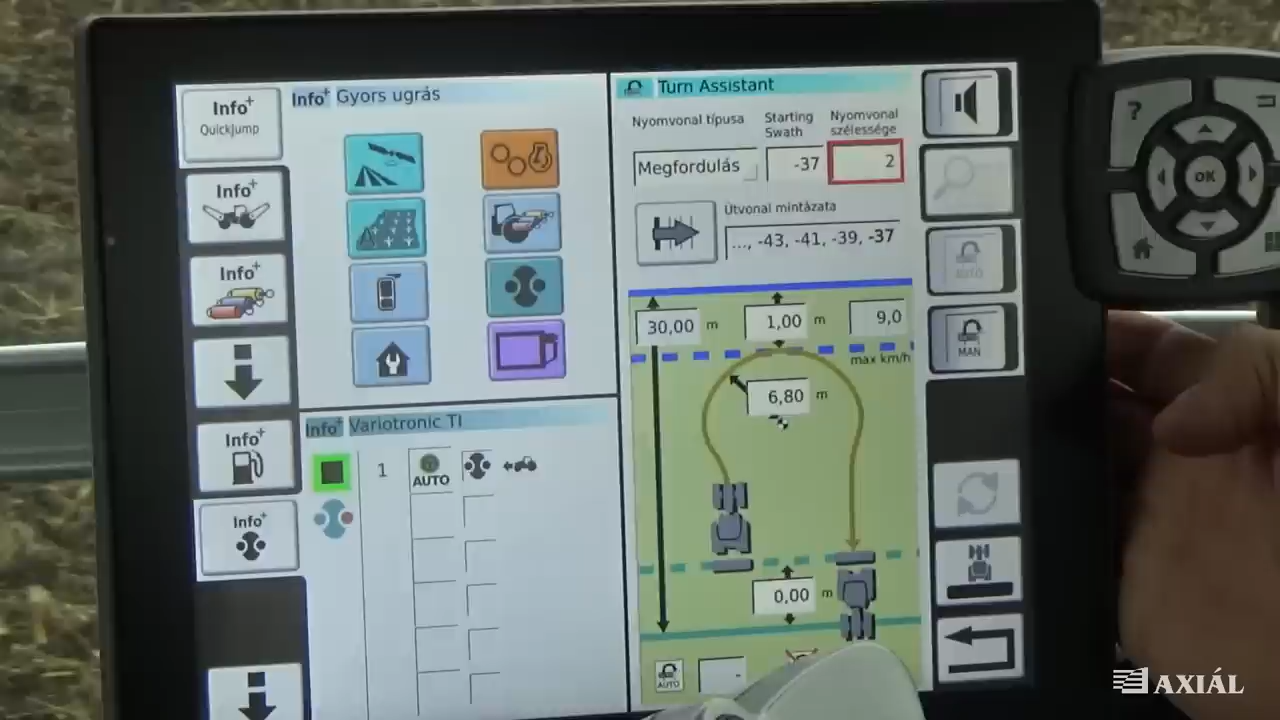 Info+
QuickJump
Info+
Info+
Info+
Info+
Info+ Gyors ugrás
Info+ Variotronic TI
1
AUTO
Turn Assistant
Nyomvonal típusa
Starting
Swath
Nyomvonal
szélessége
Megfordulás
-37
2
Útvonal mintázata
..., -43, -41, -39, -37
30,00 m
1,00 m
9,0
max km/h
6,80 m
0,00 m
AUTO
-
AUTO
MAN
?
OK
AXIÁL